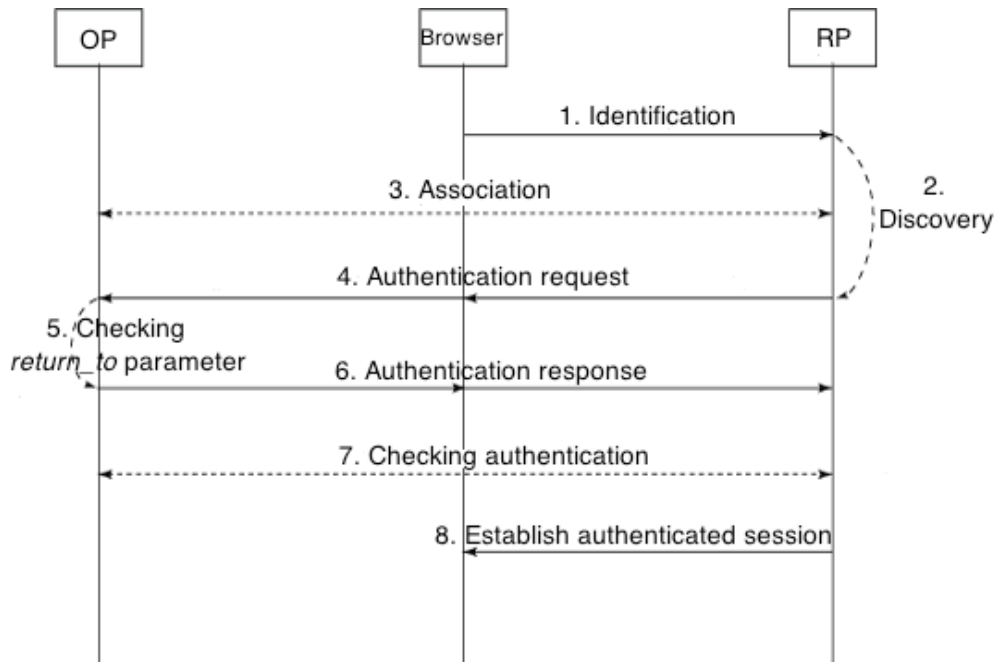 OP
Browser
RP
1. Identification
2.
Discovery
3. Association
4. Authentication request
5. Checking
return_to parameter
6. Authentication response
7. Checking authentication
8. Establish authenticated session